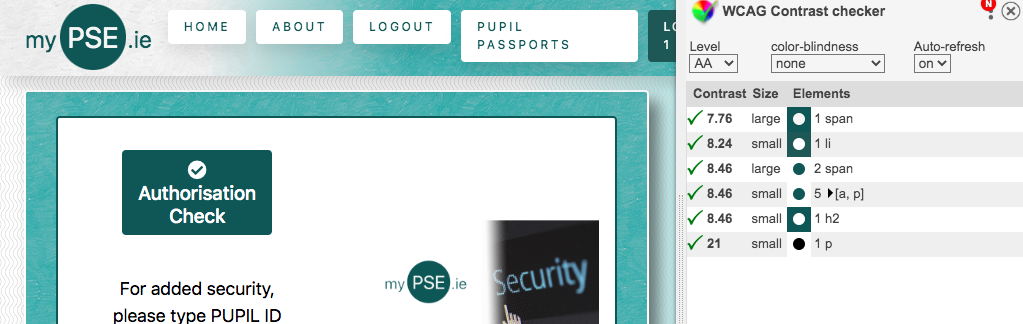 my PSE .ie
HOME
ABOUT
LOGOUT
PUPIL
PASSPORTS
1
Authorisation
Check
For added security,
please type PUPIL ID
my PSE .ie
Security
WCAG Contrast checker
N
Level
color-blindness
Auto-refresh
AA
none
on
Contrast Size Elements
7.76 large 1 span
8.24 small 1 li
8.46 large 2 span
8.46 small 5 [a, p]
8.46 small 1 h2
21 small 1 p